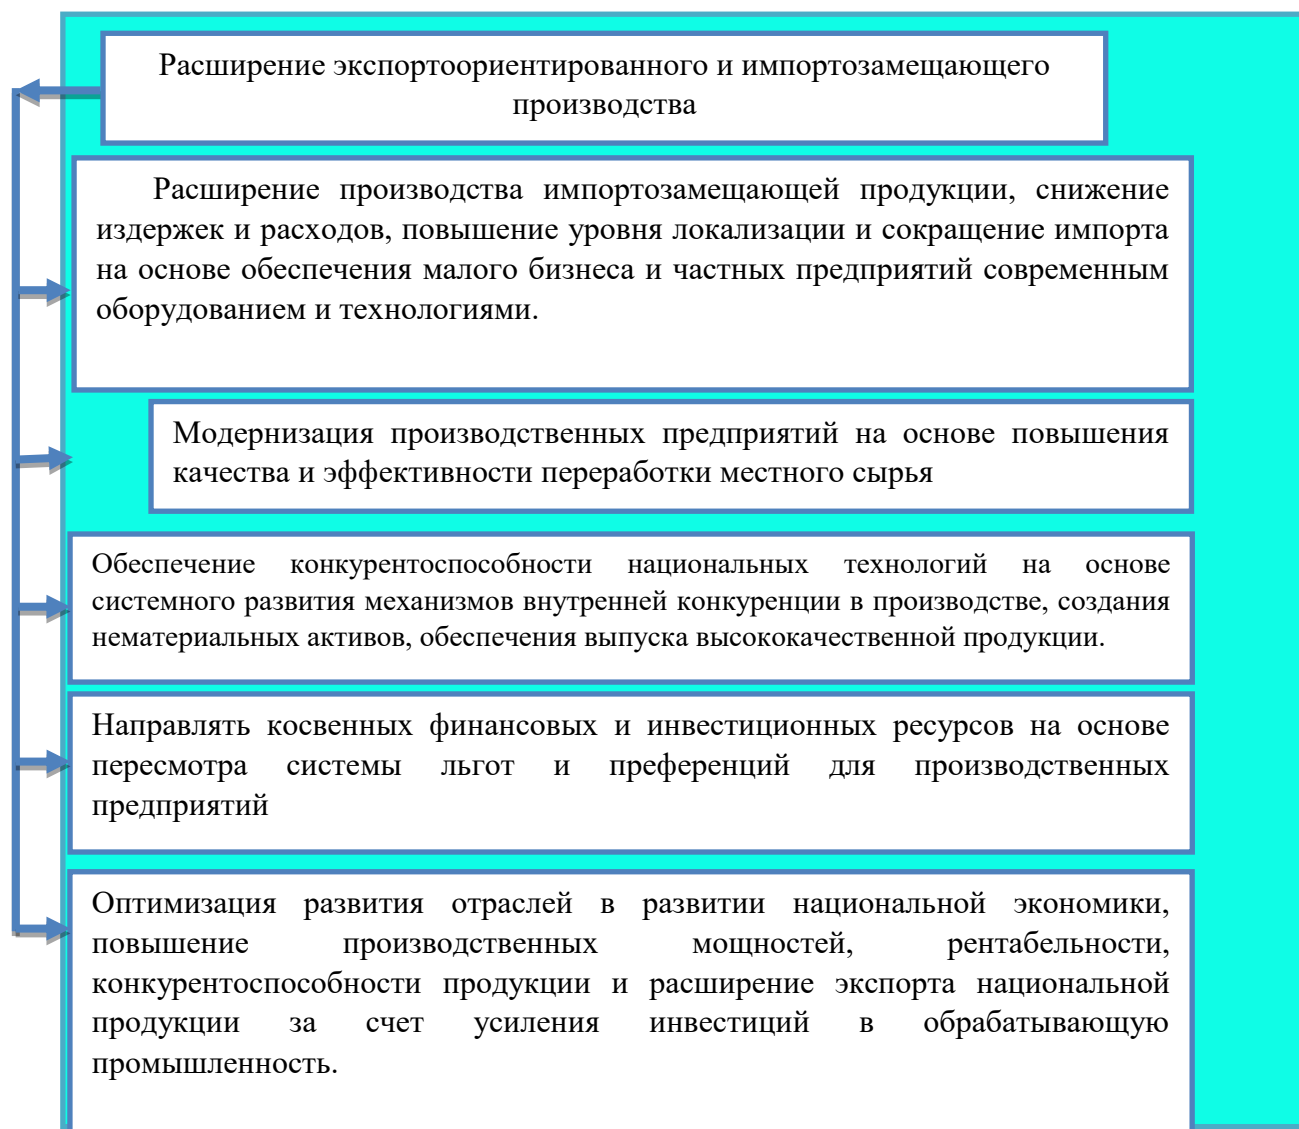 Расширение экспортоориентированного и импортозамещающего
производства
Расширение производства импортозамещающей продукции, снижение
издержек и расходов, повышение уровня локализации и сокращение импорта
на основе обеспечения малого бизнеса и частных предприятий современным
оборудованием и технологиями.
Модернизация производственных предприятий на основе повышения
качества и эффективности переработки местного сырья
Обеспечение конкурентоспособности национальных технологий на основе
системного развития механизмов внутренней конкуренции в производстве, создания
нематериальных активов, обеспечения выпуска высококачественной продукции.
Направлять косвенных финансовых и инвестиционных ресурсов на основе
пересмотра системы льгот и преференций для производственных
предприятий
Оптимизация развития отраслей в развитии национальной экономики,
повышение производственных мощностей, рентабельности,
конкурентоспособности продукции и расширение экспорта национальной
продукции за счет усиления инвестиций в обрабатывающую
промышленность.